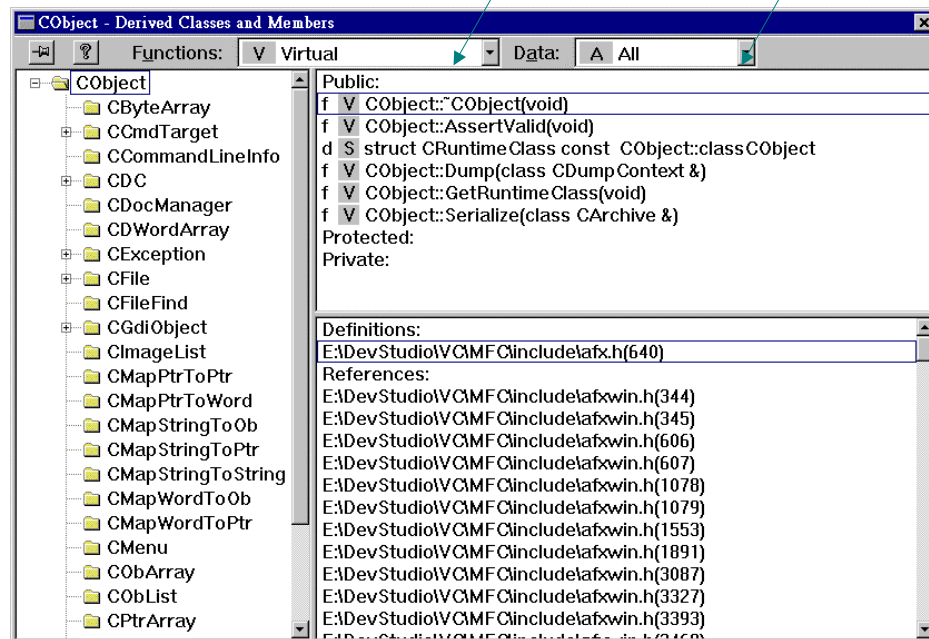 CObject - Derived Classes and Members
Functions: V Virtual Data: A All
CObject
CByteArray
CCmdTarget
CCommandLineInfo
CDC
CDocManager
CDWordArray
CException
CFile
CFileFind
CGdiObject
CImageList
CMapPtrToPtr
CMapPtrToWord
CMapStringToOb
CMapStringToPtr
CMapStringToString
CMapWordToOb
CMapWordToPtr
CMenu
CObArray
CObList
CPtrArray
Public:
f V CObject::~CObject(void)
f V CObject::AssertValid(void)
d S struct CRuntimeClass const CObject::classCObject
f V CObject::Dump(class CDumpContext &)
f V CObject::GetRuntimeClass(void)
f V CObject::Serialize(class CArchive &)
Protected:
Private:
Definitions:
E:\DevStudio\VC\MFC\include\afx.h(640)
References:
E:\DevStudio\VC\MFC\include\afxwin.h(344)
E:\DevStudio\VC\MFC\include\afxwin.h(345)
E:\DevStudio\VC\MFC\include\afxwin.h(606)
E:\DevStudio\VC\MFC\include\afxwin.h(607)
E:\DevStudio\VC\MFC\include\afxwin.h(1078)
E:\DevStudio\VC\MFC\include\afxwin.h(1079)
E:\DevStudio\VC\MFC\include\afxwin.h(1553)
E:\DevStudio\VC\MFC\include\afxwin.h(1891)
E:\DevStudio\VC\MFC\include\afxwin.h(3087)
E:\DevStudio\VC\MFC\include\afxwin.h(3327)
E:\DevStudio\VC\MFC\include\afxwin.h(3393)